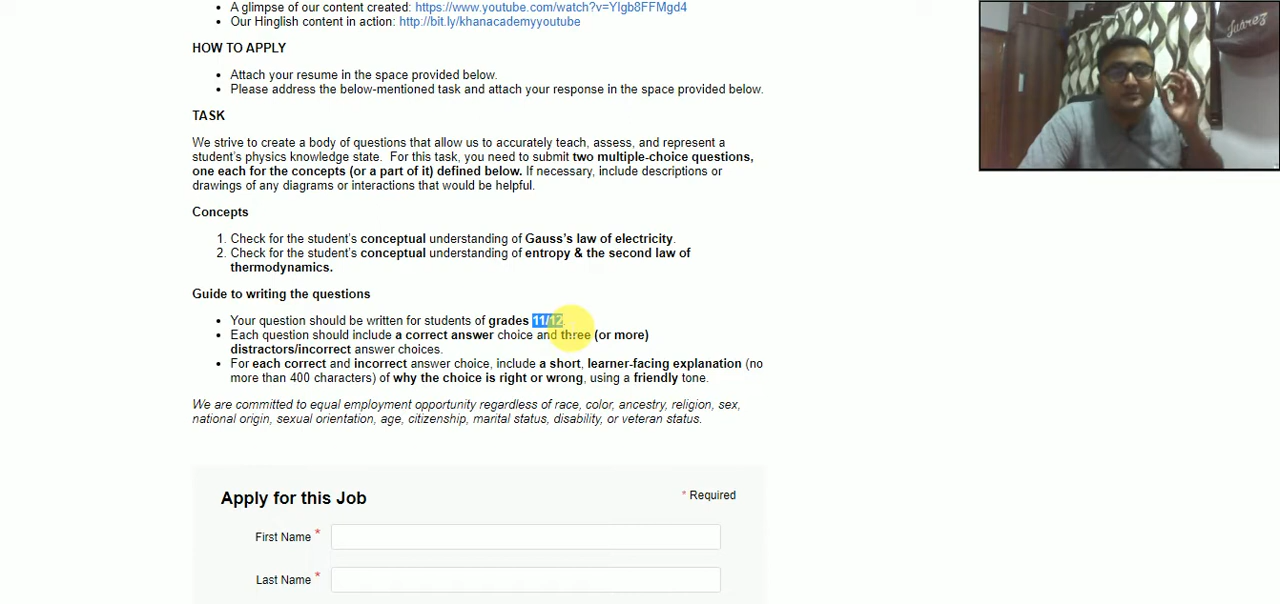 A glimpse of our content created: https://www.youtube.com/watch?v=YIgb8FFMgd4
Our Hinglish content in action: http://bit.ly/khanacademyyoutube
HOW TO APPLY
Attach your resume in the space provided below.
Please address the below-mentioned task and attach your response in the space provided below.
TASK
We strive to create a body of questions that allow us to accurately teach, assess, and represent a
student's physics knowledge state. For this task, you need to submit two multiple-choice questions,
one each for the concepts (or a part of it) defined below. If necessary, include descriptions or
drawings of any diagrams or interactions that would be helpful.
Concepts
1. Check for the student's conceptual understanding of Gauss's law of electricity.
2. Check for the student's conceptual understanding of entropy & the second law of
thermodynamics.
Guide to writing the questions
Your question should be written for students of grades 11/12.
Each question should include a correct answer choice and three (or more)
distractors/incorrect answer choices.
For each correct and incorrect answer choice, include a short, learner-facing explanation (no
more than 400 characters) of why the choice is right or wrong, using a friendly tone.
We are committed to equal employment opportunity regardless of race, color, ancestry, religion, sex,
national origin, sexual orientation, age, citizenship, marital status, disability, or veteran status.
Apply for this Job
* Required
First Name *
Last Name *
Juárez